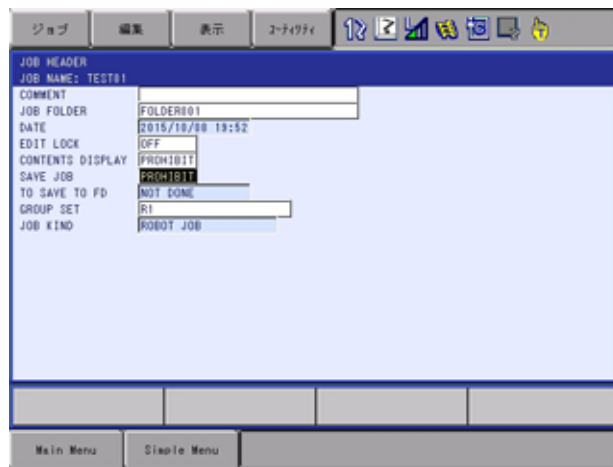 ジョブ 編集 表示 ユーティリティ
JOB HEADER
JOB NAME: TEST01
COMMENT
JOB FOLDER FOLDER001
DATE 2015/10/08 19:52
EDIT LOCK OFF
CONTENTS DISPLAY PROHIBIT
SAVE JOB PROHIBIT
TO SAVE TO FD NOT DONE
GROUP SET R1
JOB KIND ROBOT JOB
Main Menu Simple Menu